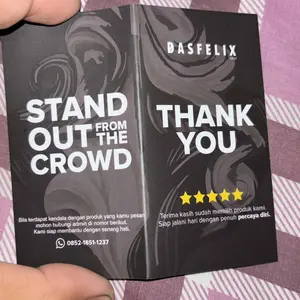 STAND
OUT FROM
THE
CROWD
Bila terdapat kendala dengan produk yang kamu pesan
mohon hubungi admin di nomor berikut.
Kami siap membantu dengan senang hati.
0852-1851-1237
DASFELIX
THANK
YOU
Terima kasih sudah memilih produk kami.
Siap jalani hari dengan penuh percaya diri.